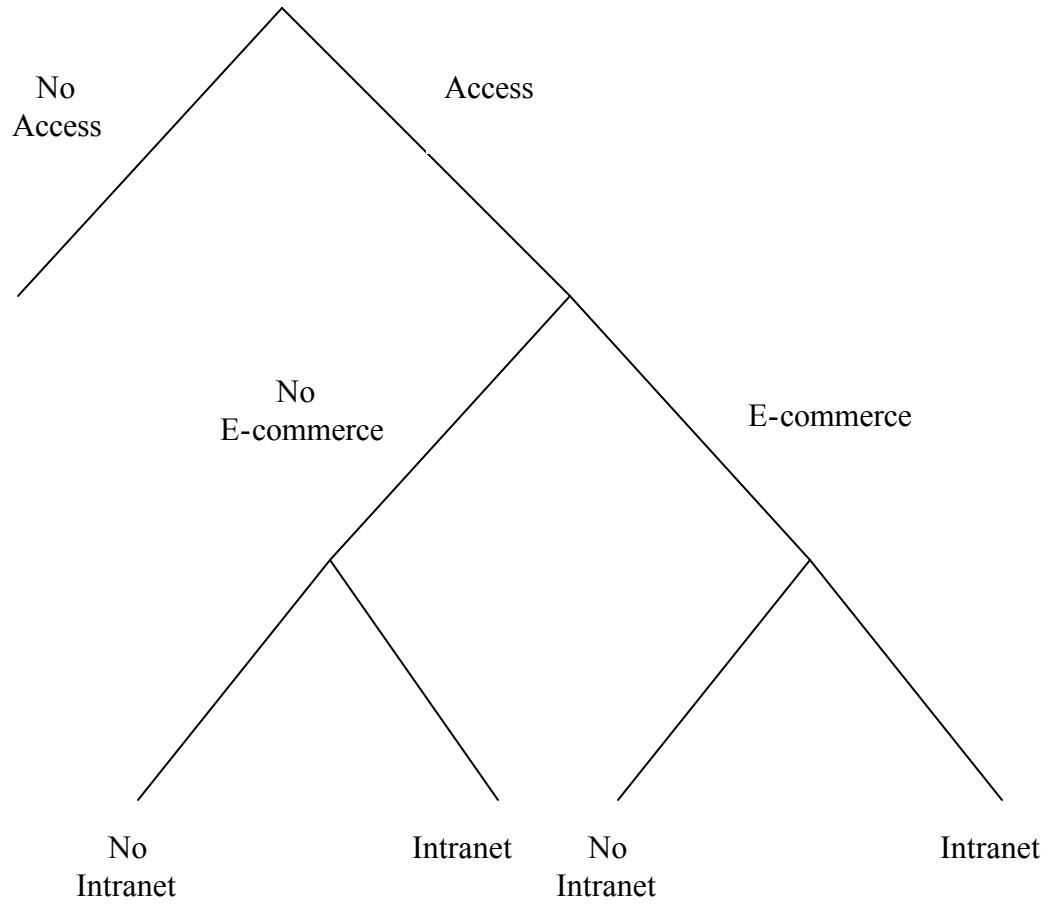 No
Access
Access
No
E-commerce
E-commerce
No
Intranet
Intranet
No
Intranet
Intranet